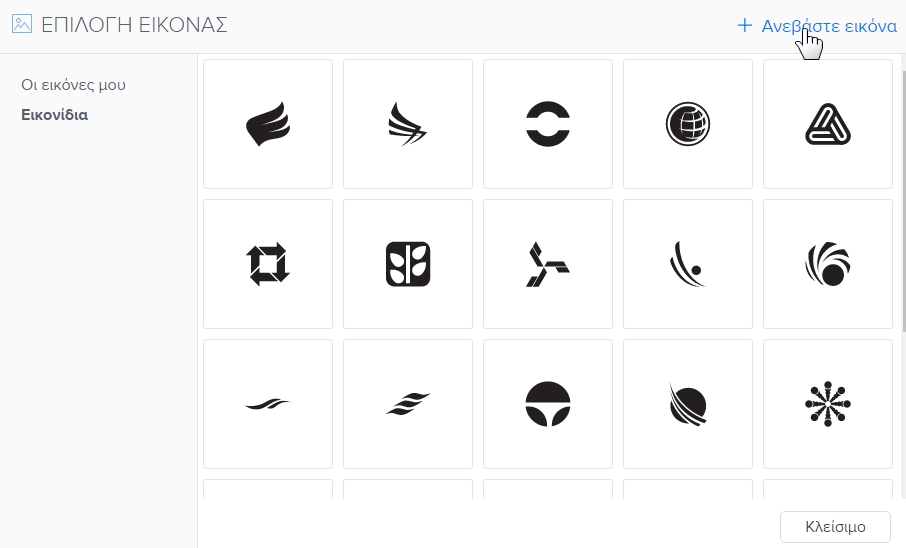 ΕΠΙΛΟΓΗ ΕΙΚΟΝΑΣ
+ Ανεβάστε εικόνα
Οι εικόνες μου
Εικονίδια
Κλείσιμο